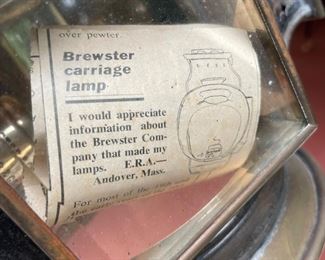 over pewter.
Brewster
carriage
lamp
I would appreciate
information about
the Brewster Com-
pany that made my
lamps. E.R.A.—
Andover, Mass.
For most of the 19th